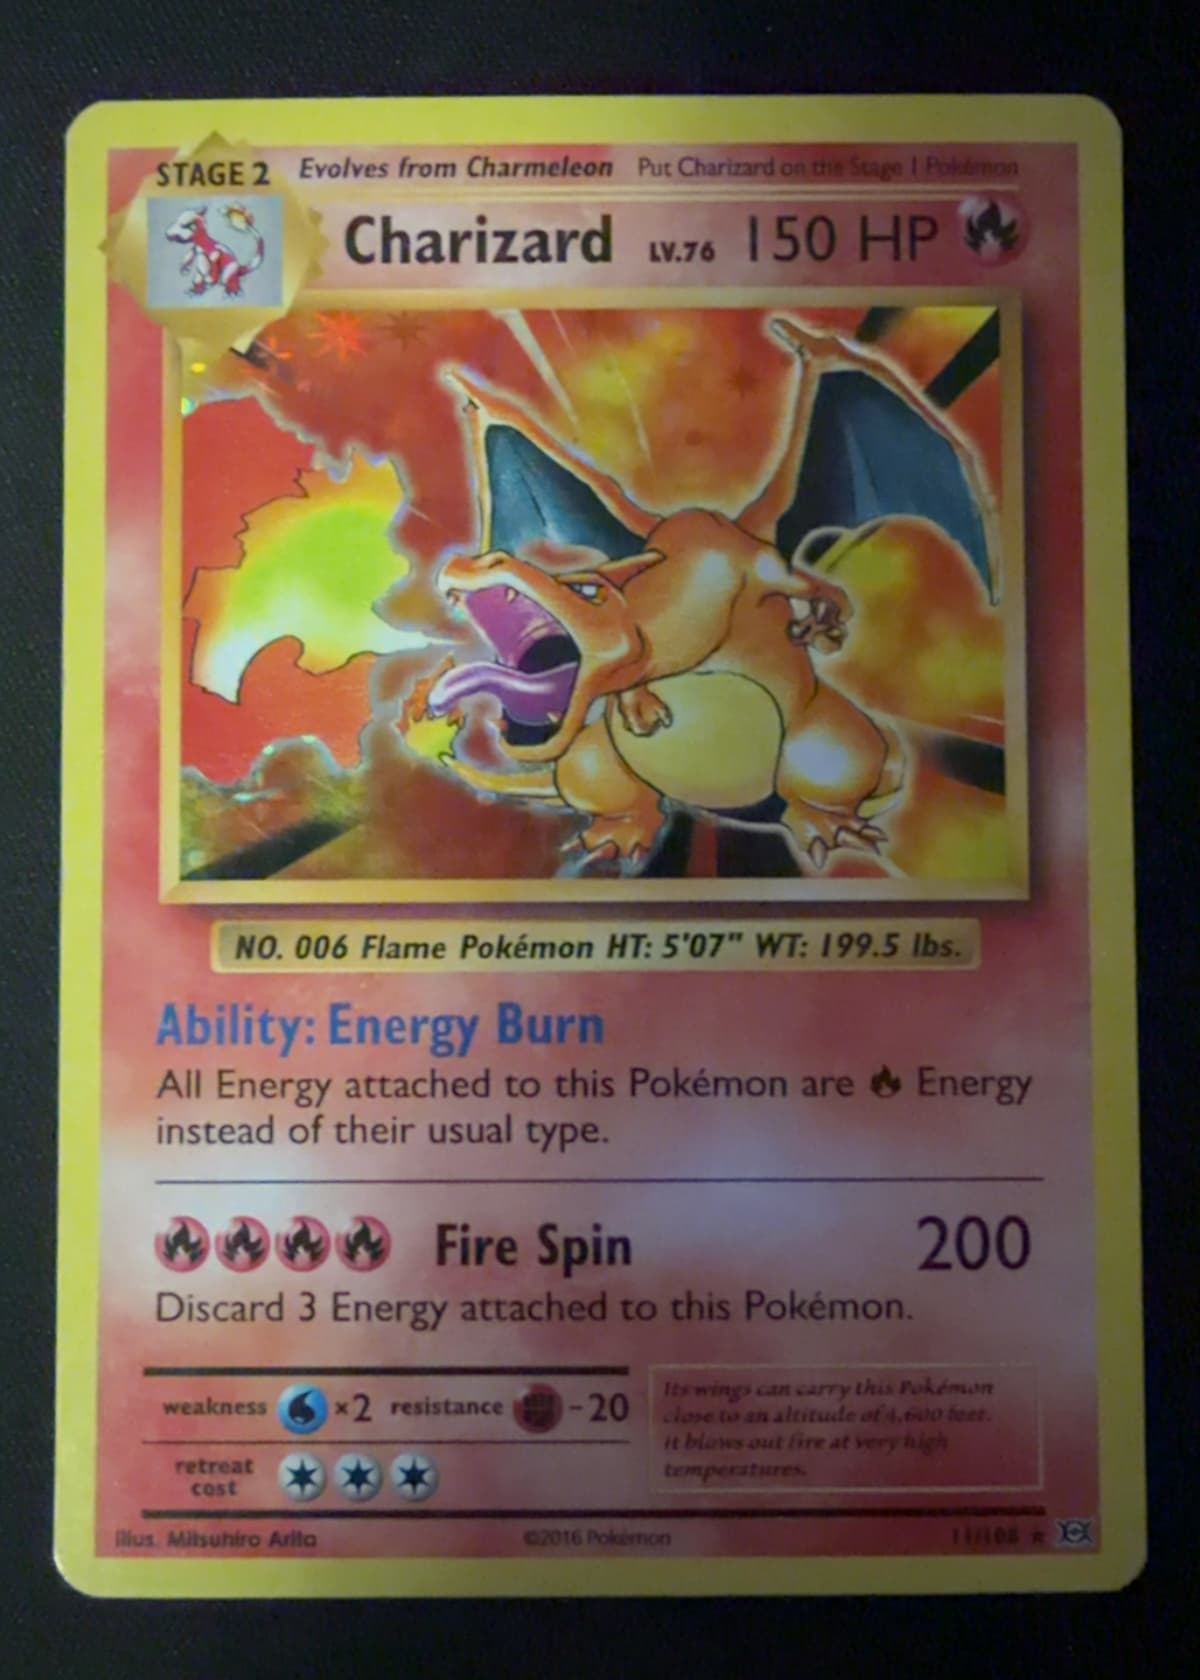 STAGE 2 Evolves from Charmeleon Put Charizard on the Stage 1 Pokémon
Charizard LV.76 150 HP
NO. 006 Flame Pokémon HT: 5'07" WT: 199.5 lbs.
Ability: Energy Burn
All Energy attached to this Pokémon are Energy
instead of their usual type.
Fire Spin 200
Discard 3 Energy attached to this Pokémon.
weakness ×2 resistance -20
retreat
cost
Its wings can carry this Pokémon
close to an altitude of 4,600 feet.
It blows out fire at very high
temperatures.
Illus. Mitsuhiro Arita ©2016 Pokémon 11/108